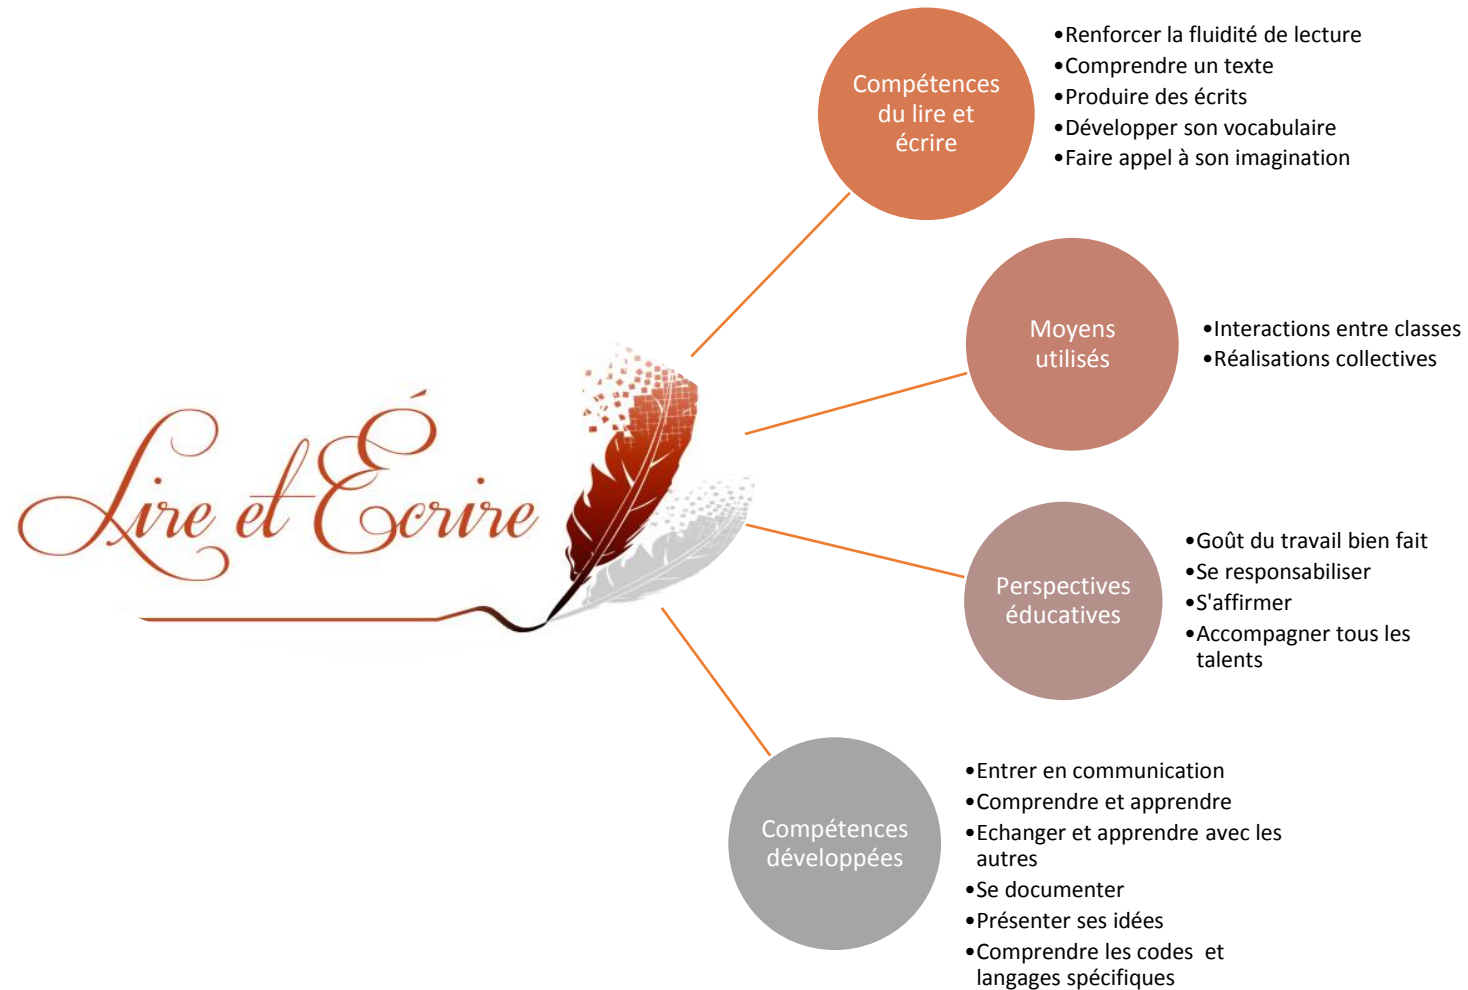 Lire et Écrire
Compétences
du lire et
écrire
•Renforcer la fluidité de lecture
•Comprendre un texte
•Produire des écrits
•Développer son vocabulaire
•Faire appel à son imagination
Moyens
utilisés
•Interactions entre classes
•Réalisations collectives
Perspectives
éducatives
•Goût du travail bien fait
•Se responsabiliser
•S'affirmer
•Accompagner tous les
talents
Compétences
développées
•Entrer en communication
•Comprendre et apprendre
•Echanger et apprendre avec les
autres
•Se documenter
•Présenter ses idées
•Comprendre les codes  et
langages spécifiques